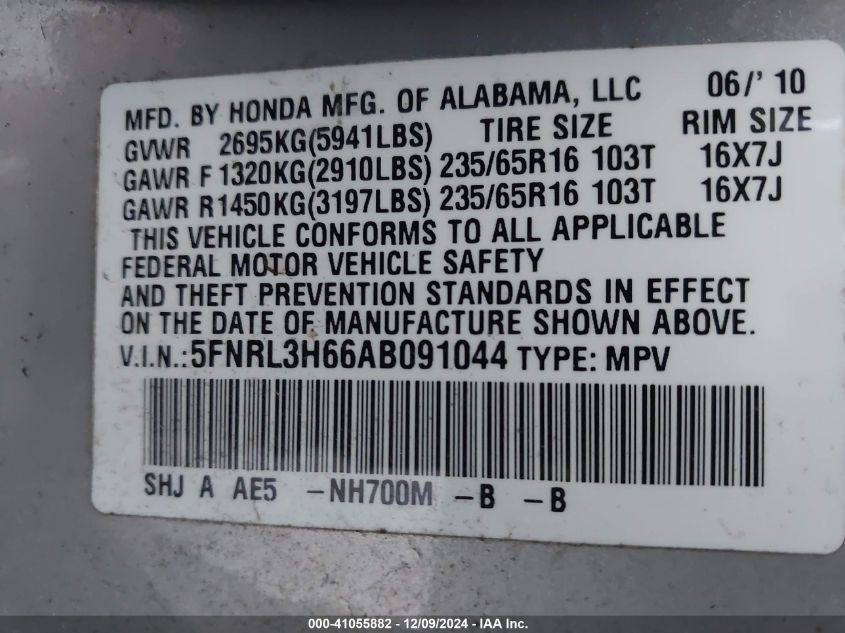 MFD. BY HONDA MFG. OF ALABAMA, LLC 06/' 10
GVWR 2695KG(5941LBS) TIRE SIZE RIM SIZE
GAWR F 1320KG(2910LBS) 235/65R16 103T 16X7J
GAWR R1450KG(3197LBS) 235/65R16 103T 16X7J
THIS VEHICLE CONFORMS TO ALL APPLICABLE
FEDERAL MOTOR VEHICLE SAFETY
AND THEFT PREVENTION STANDARDS IN EFFECT
ON THE DATE OF MANUFACTURE SHOWN ABOVE.
V.I.N.:5FNRL3H66AB091044 TYPE: MPV
SHJ A AE5 -NH700M -B -B
000-41055882 - 12/09/2024 - IAA Inc.